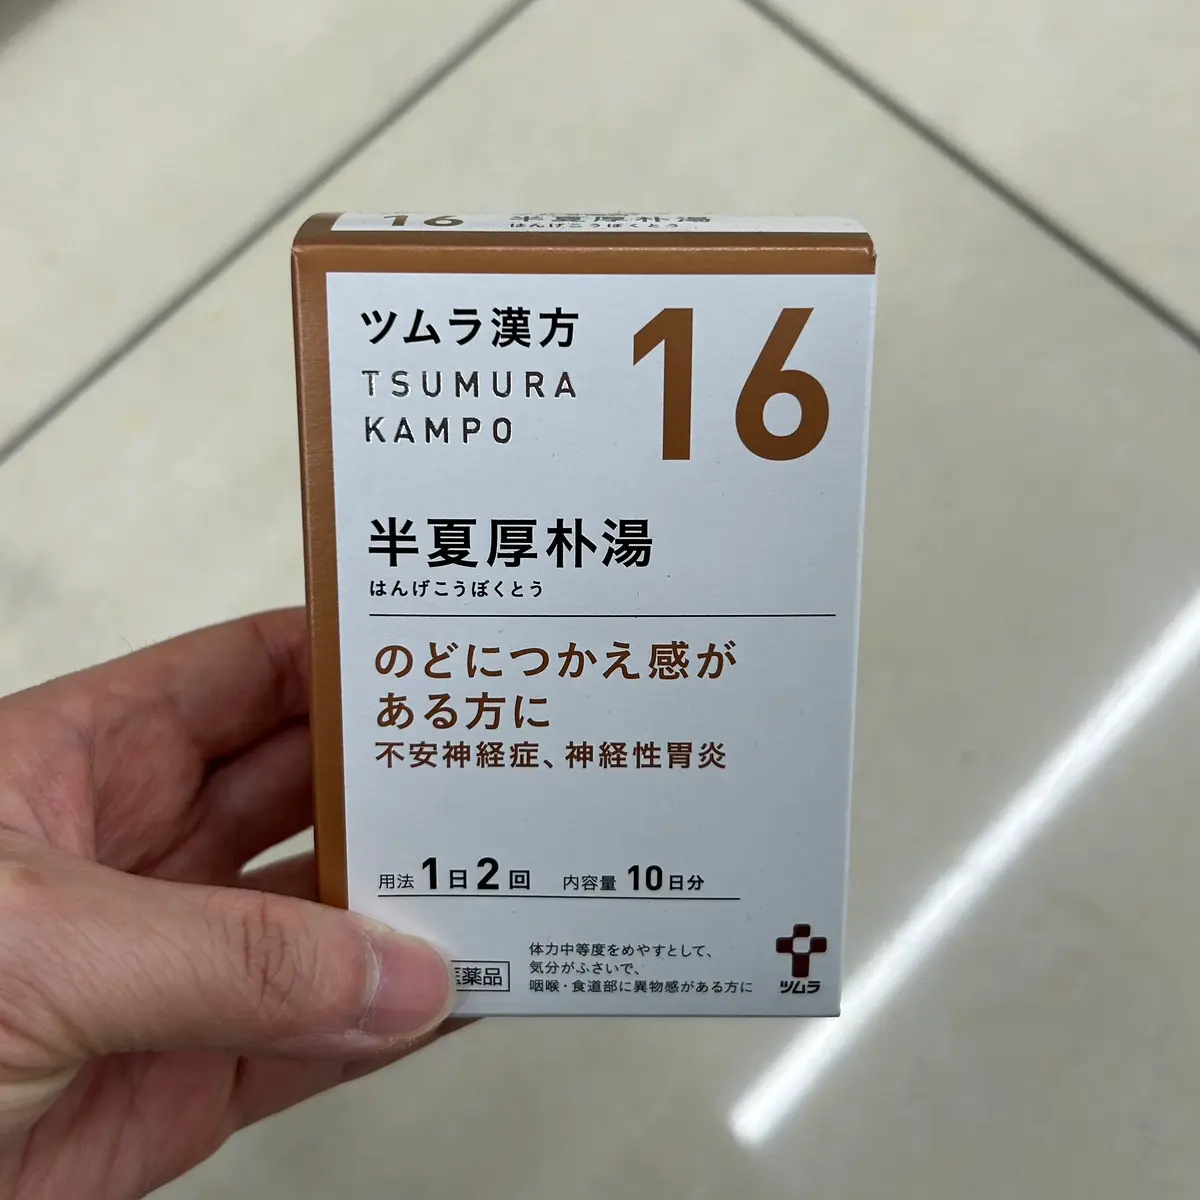 16 半夏厚朴湯
はんげこうぼくとう
ツムラ漢方
TSUMURA
KAMPO
16
半夏厚朴湯
はんげこうぼくとう
のどにつかえ感が
ある方に
不安神経症、神経性胃炎
用法 1日2回 内容量 10日分
体力中等度をめやすとして、
気分がふさいで、
咽喉・食道部に異物感がある方に
医薬品
ツムラ